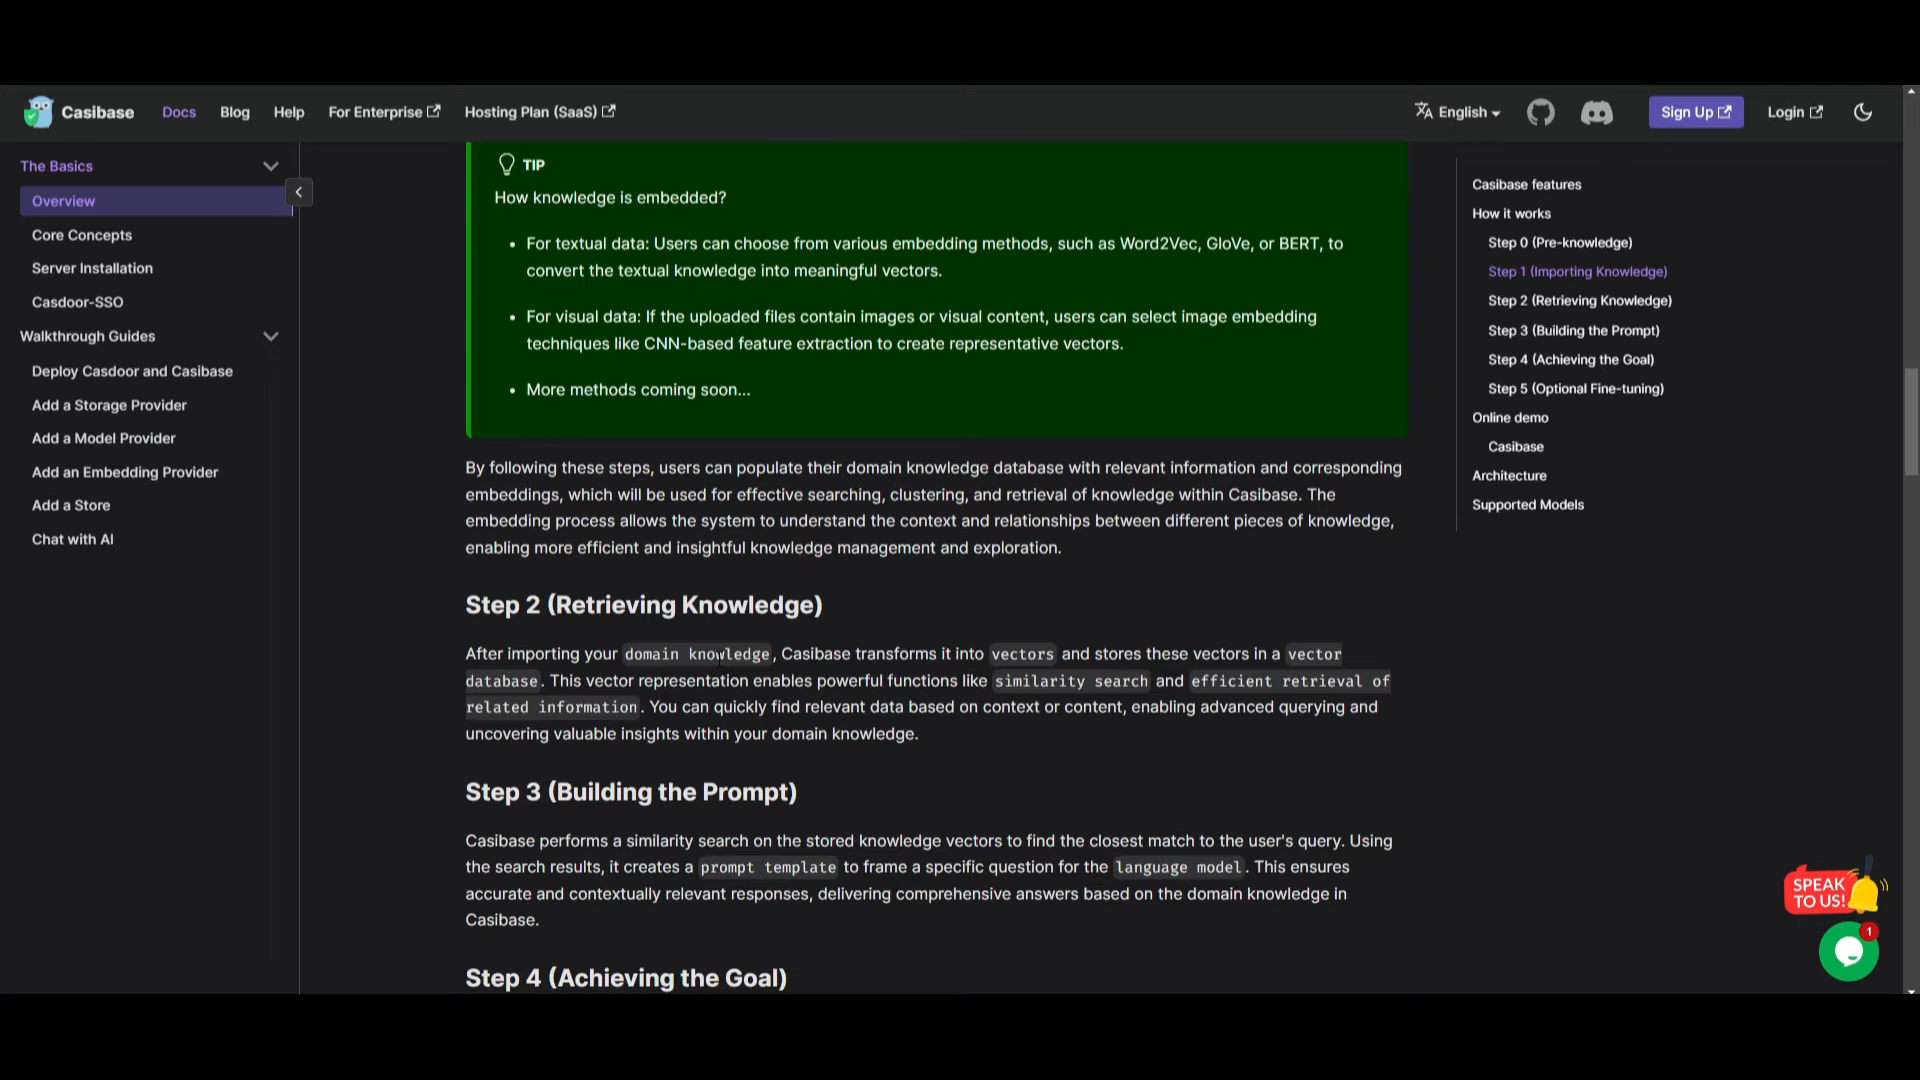 Casibase
Docs
Blog
Help
For Enterprise
Hosting Plan (SaaS)
English
Sign Up
Login
The Basics
Overview
Core Concepts
Server Installation
Casdoor-SSO
Walkthrough Guides
Deploy Casdoor and Casibase
Add a Storage Provider
Add a Model Provider
Add an Embedding Provider
Add a Store
Chat with AI
TIP
How knowledge is embedded?
• For textual data: Users can choose from various embedding methods, such as Word2Vec, GloVe, or BERT, to
convert the textual knowledge into meaningful vectors.
• For visual data: If the uploaded files contain images or visual content, users can select image embedding
techniques like CNN-based feature extraction to create representative vectors.
• More methods coming soon...
By following these steps, users can populate their domain knowledge database with relevant information and corresponding
embeddings, which will be used for effective searching, clustering, and retrieval of knowledge within Casibase. The
embedding process allows the system to understand the context and relationships between different pieces of knowledge,
enabling more efficient and insightful knowledge management and exploration.
Step 2 (Retrieving Knowledge)
After importing your domain knowledge, Casibase transforms it into vectors and stores these vectors in a vector
database. This vector representation enables powerful functions like similarity search and efficient retrieval of
related information. You can quickly find relevant data based on context or content, enabling advanced querying and
uncovering valuable insights within your domain knowledge.
Step 3 (Building the Prompt)
Casibase performs a similarity search on the stored knowledge vectors to find the closest match to the user's query. Using
the search results, it creates a prompt template to frame a specific question for the language model. This ensures
accurate and contextually relevant responses, delivering comprehensive answers based on the domain knowledge in
Casibase.
Step 4 (Achieving the Goal)
Casibase features
How it works
Step 0 (Pre-knowledge)
Step 1 (Importing Knowledge)
Step 2 (Retrieving Knowledge)
Step 3 (Building the Prompt)
Step 4 (Achieving the Goal)
Step 5 (Optional Fine-tuning)
Online demo
Casibase
Architecture
Supported Models
SPEAK
TO US!
1